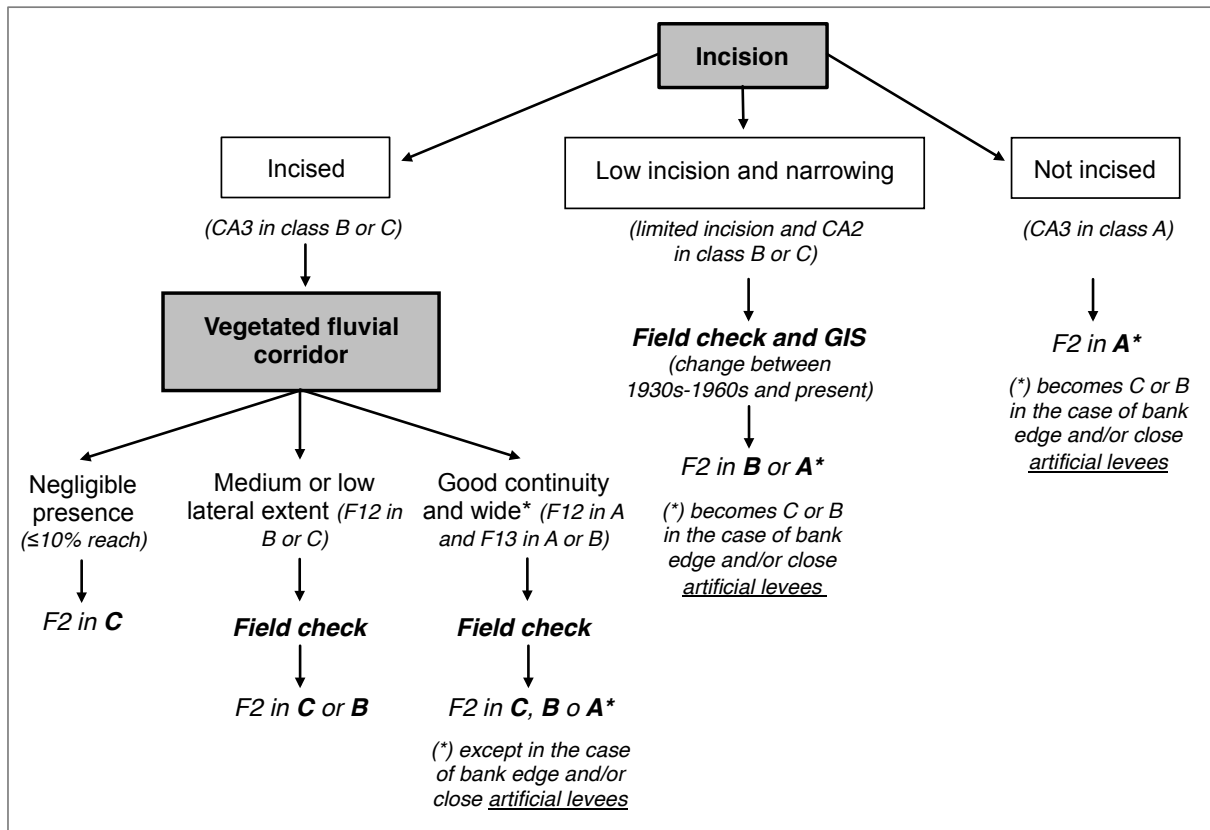 Incision
Incised
(CA3 in class B or C)
Vegetated fluvial
corridor
Negligible
presence
(≤10% reach)
F2 in C
Medium or low
lateral extent (F12 in
B or C)
Field check
F2 in C or B
Good continuity
and wide* (F12 in A
and F13 in A or B)
Field check
F2 in C, B o A*
(*) except in the case
of bank edge and/or
close artificial levees
Low incision and narrowing
(limited incision and CA2
in class B or C)
Field check and GIS
(change between
1930s-1960s and present)
F2 in B or A*
(*) becomes C or B
in the case of bank
edge and/or close
artificial levees
Not incised
(CA3 in class A)
F2 in A*
(*) becomes C or B
in the case of bank
edge and/or close
artificial levees